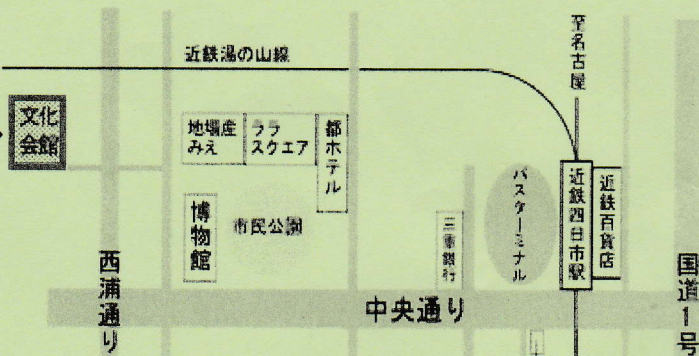 近鉄湯の山線
至名古屋
文化
会館
地場産
みえ
ララ
スクエア
都ホテル
博物館
市民公園
三重銀行
バスターミナル
近鉄四日市駅
近鉄百貨店
西浦通り
中央通り
国道1号